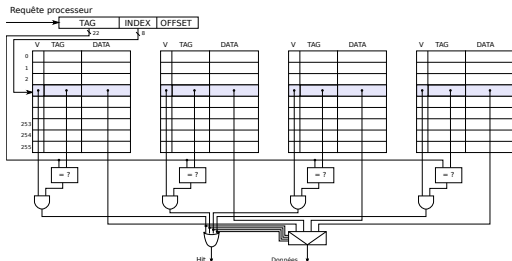 Requête processeur
TAG INDEX OFFSET
22 8
V TAG DATA V TAG DATA V TAG DATA V TAG DATA
0
1
2
253
254
255
= ? = ? = ? = ?
Hit Données